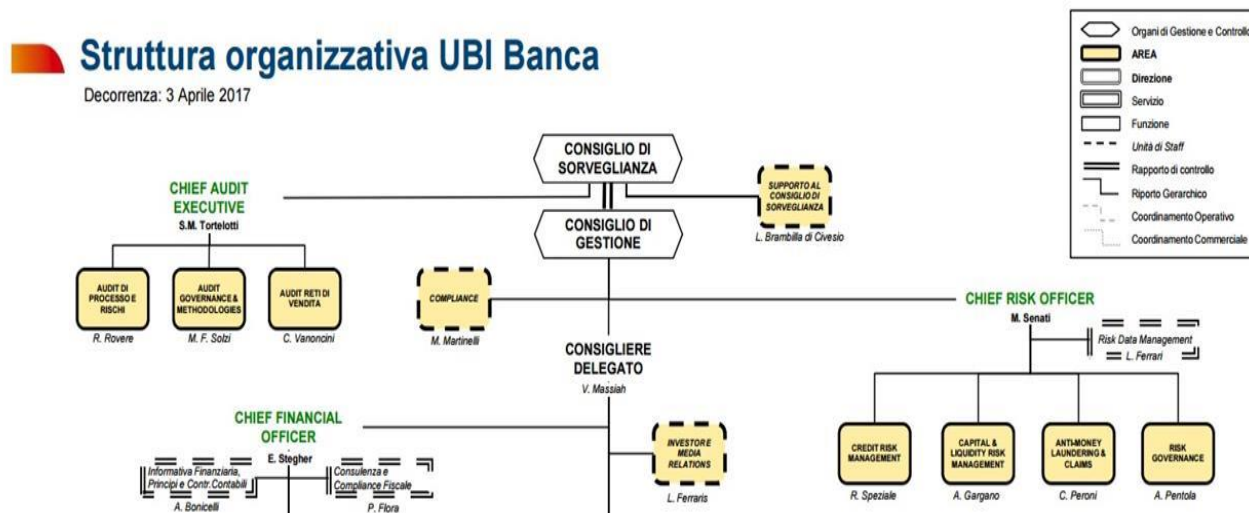 Struttura organizzativa UBI Banca
Decorrenza: 3 Aprile 2017
Organi di Gestione e Controllo
AREA
Direzione
Servizio
Funzione
Unità di Staff
Rapporto di controllo
Riporto Gerarchico
Coordinamento Operativo
Coordinamento Commerciale
CONSIGLIO DI
SORVEGLIANZA
SUPPORTO AL
CONSIGLIO DI
SORVEGLIANZA
L. Brambilla di Civesio
CHIEF AUDIT
EXECUTIVE
S.M. Tortelotti
CONSIGLIO DI
GESTIONE
AUDIT DI
PROCESSO E
RISCHI
R. Rovere
AUDIT
GOVERNANCE &
METHODOLOGIES
M. F. Solzi
AUDIT RETI DI
VENDITA
C. Vanoncini
COMPLIANCE
M. Martinelli
CHIEF RISK OFFICER
M. Senati
Risk Data Management
L. Ferrari
CONSIGLIERE
DELEGATO
V. Massiah
CHIEF FINANCIAL
OFFICER
E. Stegher
Informativa Finanziaria,
Principi e Contr.Contabili
A. Bonicelli
Consulenza e
Compliance Fiscale
P. Flora
INVESTOR E
MEDIA
RELATIONS
L. Ferraris
CREDIT RISK
MANAGEMENT
R. Speziale
CAPITAL &
LIQUIDITY RISK
MANAGEMENT
A. Gargano
ANTI-MONEY
LAUNDERING &
CLAIMS
C. Peroni
RISK
GOVERNANCE
A. Pentola